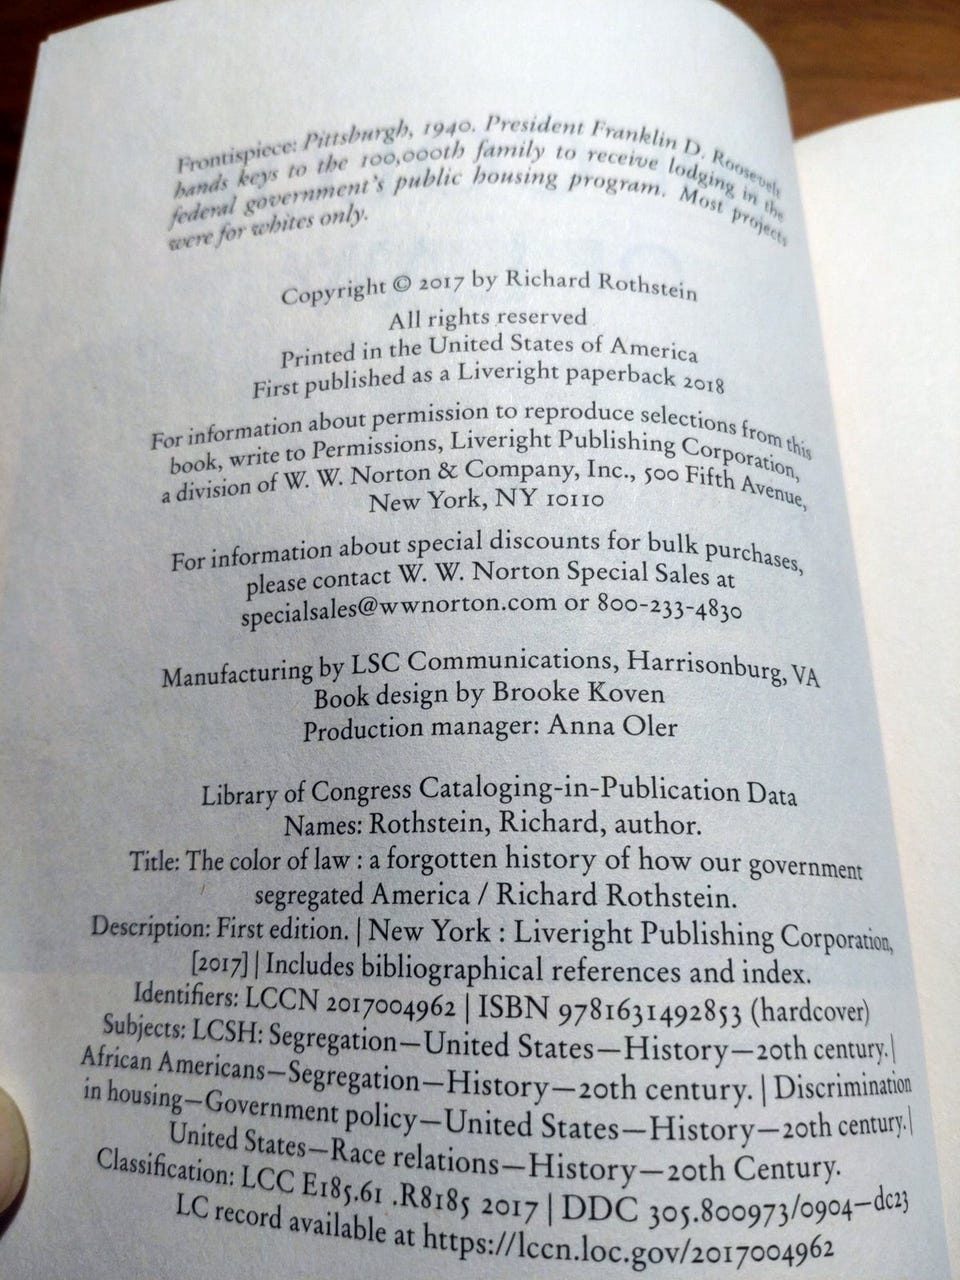 Frontispiece: Pittsburgh, 1940. President Franklin D. Roosevelt
hands keys to the 100,000th family to receive lodging in the
federal government's public housing program. Most projects
were for whites only.
Copyright © 2017 by Richard Rothstein
All rights reserved
Printed in the United States of America
First published as a Liveright paperback 2018
For information about permission to reproduce selections from this
book, write to Permissions, Liveright Publishing Corporation,
a division of W. W. Norton & Company, Inc., 500 Fifth Avenue,
New York, NY 10110
For information about special discounts for bulk purchases,
please contact W. W. Norton Special Sales at
specialsales@wwnorton.com or 800-233-4830
Manufacturing by LSC Communications, Harrisonburg, VA
Book design by Brooke Koven
Production manager: Anna Oler
Library of Congress Cataloging-in-Publication Data
Names: Rothstein, Richard, author.
Title: The color of law : a forgotten history of how our government
segregated America / Richard Rothstein.
Description: First edition. | New York : Liveright Publishing Corporation,
[2017] | Includes bibliographical references and index.
Identifiers: LCCN 2017004962 | ISBN 9781631492853 (hardcover)
Subjects: LCSH: Segregation—United States—History—20th century. |
African Americans—Segregation—History—20th century. | Discrimination
in housing—Government policy—United States—History—20th century. |
United States—Race relations—History—20th Century.
Classification: LCC E185.61 .R8185 2017 | DDC 305.800973/0904—dc23
LC record available at https://lccn.loc.gov/2017004962